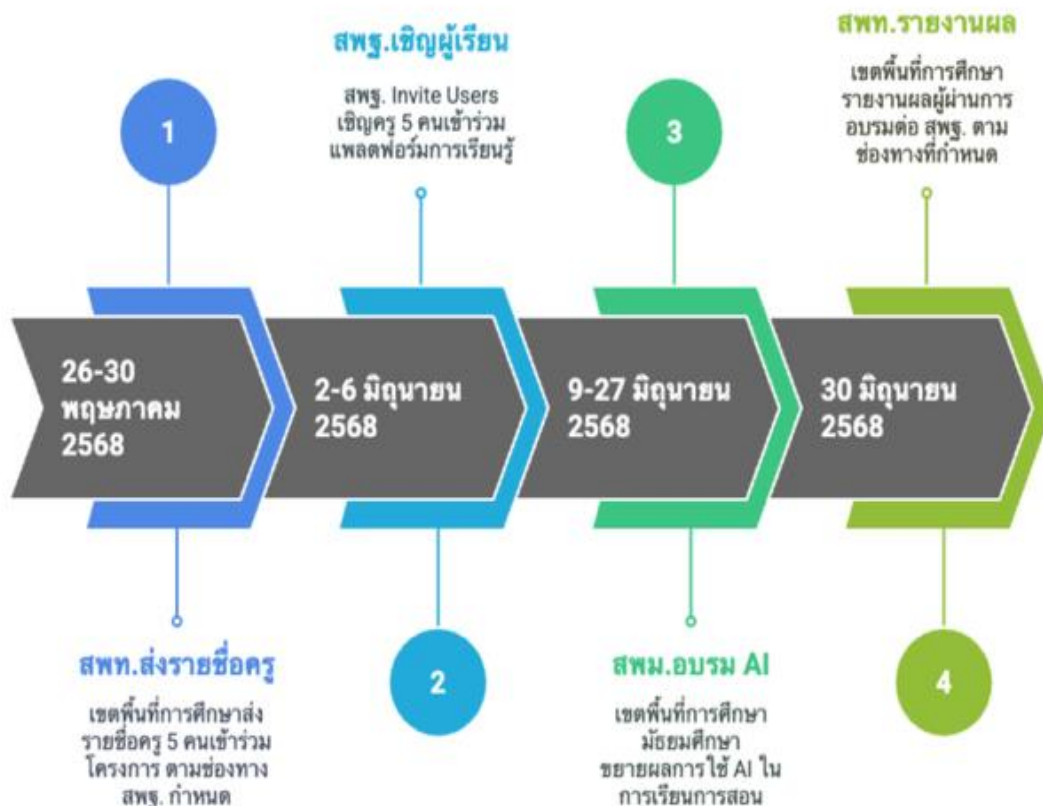 1
26-30
พฤษภาคม
2568
สพท.ส่งรายชื่อครู
เขตพื้นที่การศึกษาส่ง
รายชื่อครู 5 คนเข้าร่วม
โครงการ ตามช่องทาง
สพฐ. กำหนด
สพฐ.เชิญผู้เรียน
สพฐ. Invite Users
เชิญครู 5 คนเข้าร่วม
แพลตฟอร์มการเรียนรู้
2-6 มิถุนายน
2568
2
3
9-27 มิถุนายน
2568
สพม.อบรม AI
เขตพื้นที่การศึกษา
มัธยมศึกษา
ขยายผลการใช้ AI ใน
การเรียนการสอน
สพท.รายงานผล
เขตพื้นที่การศึกษา
รายงานผลผู้ผ่านการ
อบรมต่อ สพฐ. ตาม
ช่องทางที่กำหนด
30 มิถุนายน
2568
4